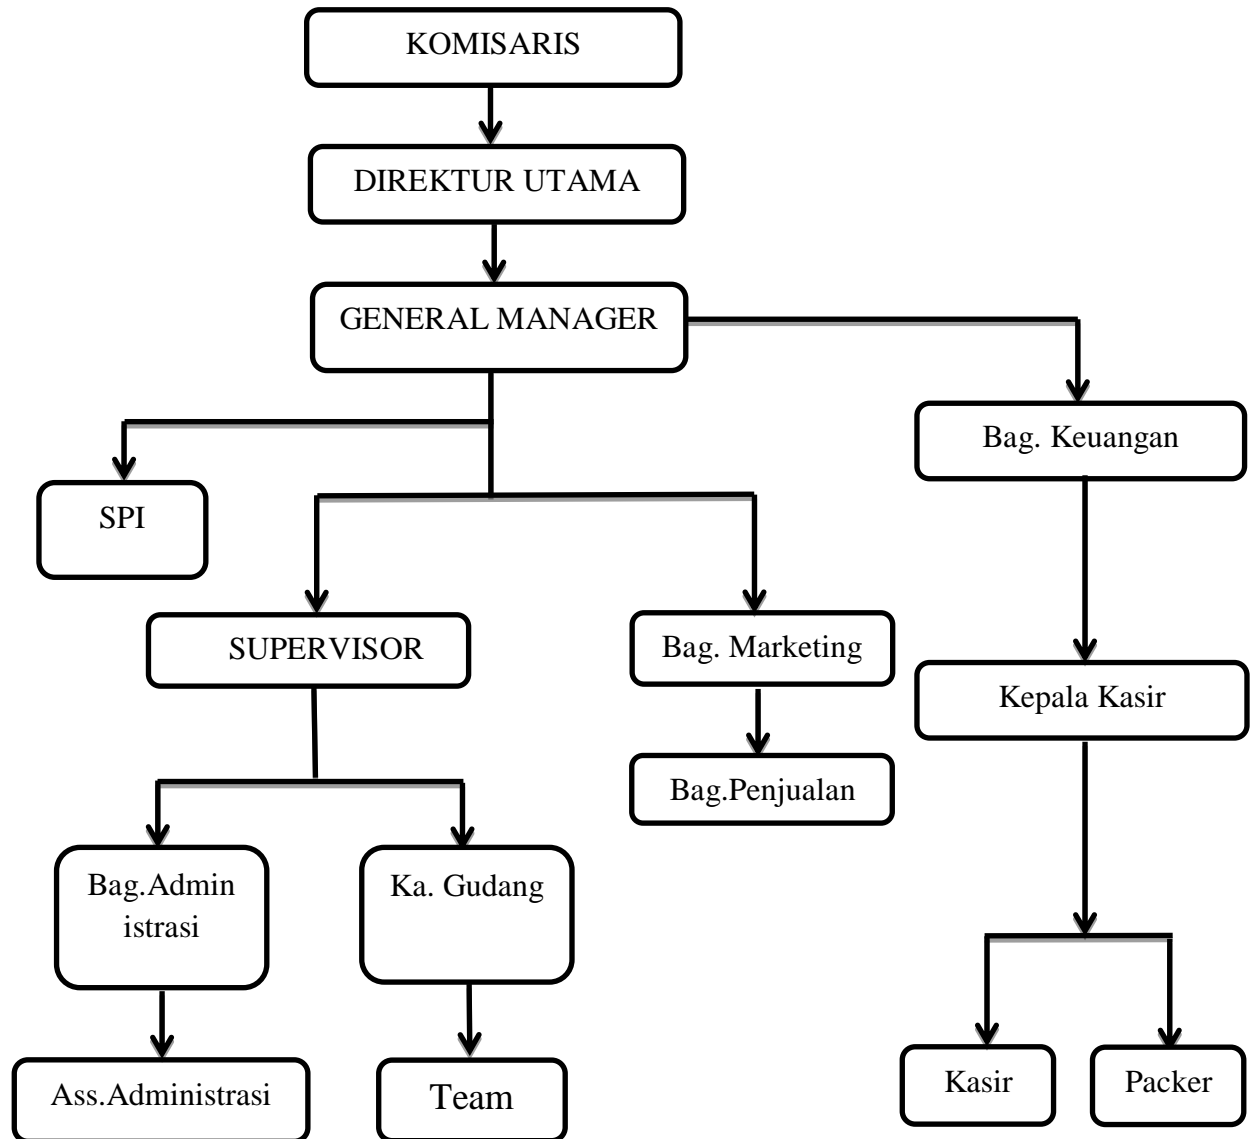 KOMISARIS
DIREKTUR UTAMA
GENERAL MANAGER
Bag. Keuangan
SPI
SUPERVISOR
Bag. Marketing
Kepala Kasir
Bag.Penjualan
Bag.Admin
istrasi
Ka. Gudang
Ass.Administrasi
Team
Kasir
Packer